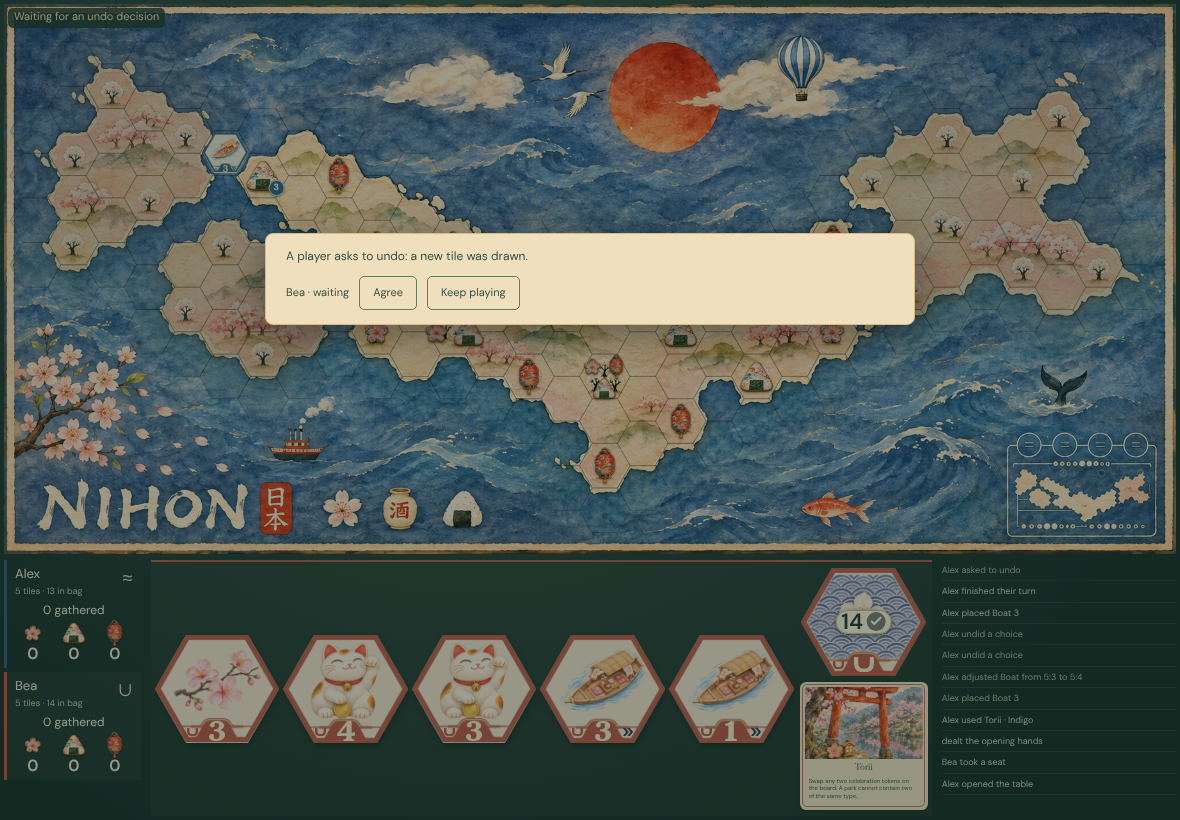 Waiting for an undo decision
3
3
A player asks to undo: a new tile was drawn.
Bea · waiting
Agree
Keep playing
NIHON
日本
酒
Alex
5 tiles · 13 in bag
0 gathered
0 0 0
Bea
5 tiles · 14 in bag
0 gathered
0 0 0
3
4
3
3 »
1 »
14
Torii
Swap any two celebration tokens on
the board. A park cannot contain two
of the same type.
Alex asked to undo
Alex finished their turn
Alex placed Boat 3
Alex undid a choice
Alex undid a choice
Alex adjusted Boat from 5:3 to 5:4
Alex placed Boat 3
Alex used Torii · Indigo
dealt the opening hands
Bea took a seat
Alex opened the table